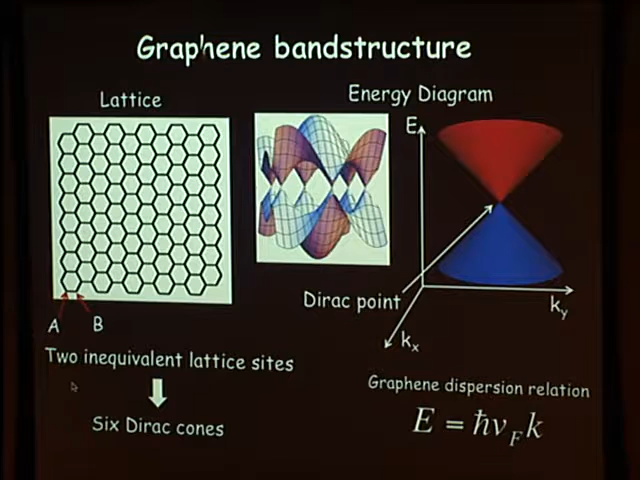 Graphene bandstructure
Lattice
Energy Diagram
E
Dirac point
k_y
k_x
A B
Two inequivalent lattice sites
Six Dirac cones
Graphene dispersion relation
E = ħv_F k